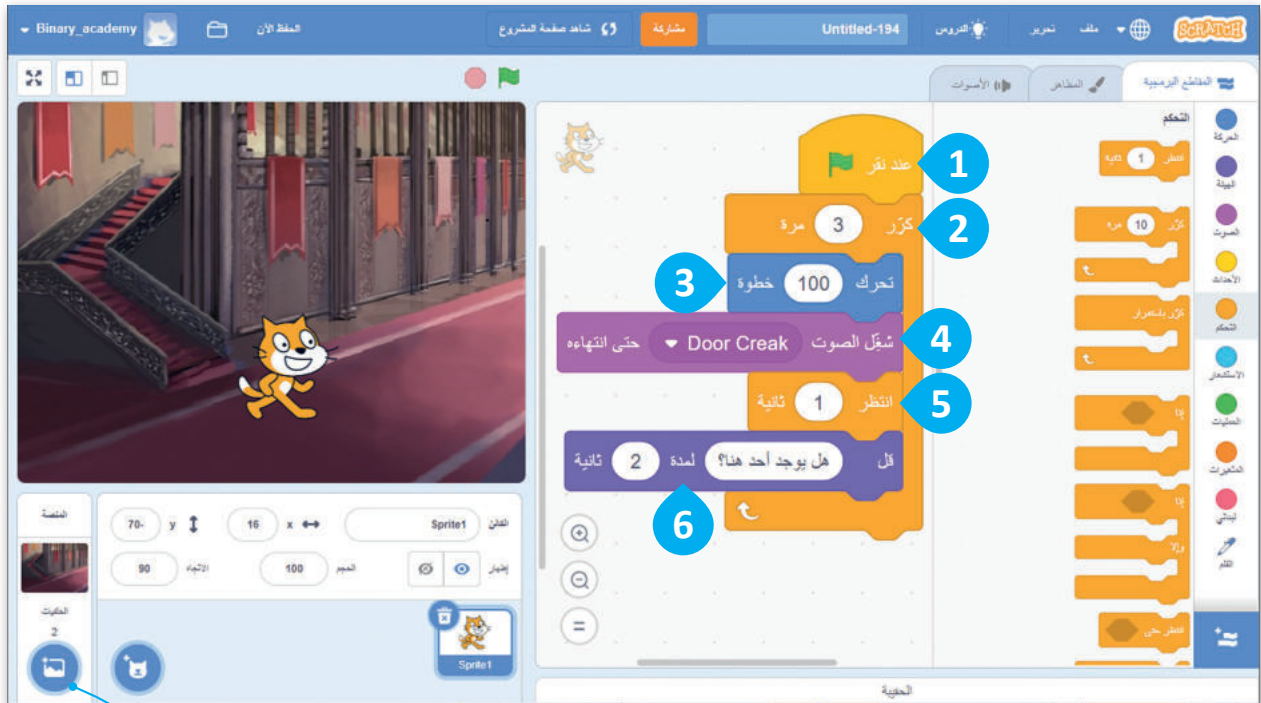 SCRATCH ملف تحرير الدروس Untitled-194 مشاركة شاهد صفحة المشروع الحفظ الآن Binary_academy
المقاطع البرمجية المظاهر الأصوات
الحركة
الهيئة
الصوت
الأحداث
التحكم
الاستشعار
العمليات
المتغيرات
لبناتي
القلم
التحكم
انتظر 1 ثانية
كرّر 10 مرة
كرّر باستمرار
إذا
إذا
وإلا
انتظر حتى
عند نقر 1
كرّر 3 مرة 2
3 تحرك 100 خطوة
شغّل الصوت Door Creak حتى انتهاءه 4
انتظر 1 ثانية 5
قل هل يوجد أحد هنا؟ لمدة 2 ثانية
6
الحقيبة
الكائن Sprite1 x 16 y 70-
إظهار الحجم 100 الاتجاه 90
Sprite1
المنصة
الخلفيات
2